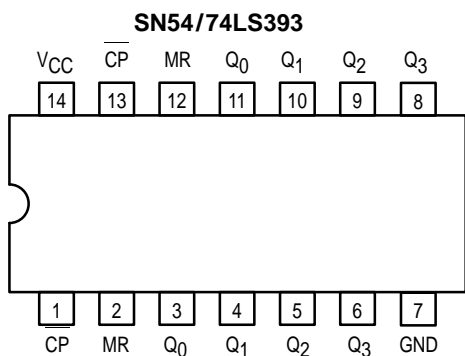 SN54/74LS393
VCC CP MR Q0 Q1 Q2 Q3
14 13 12 11 10 9 8
1 2 3 4 5 6 7
CP MR Q0 Q1 Q2 Q3 GND